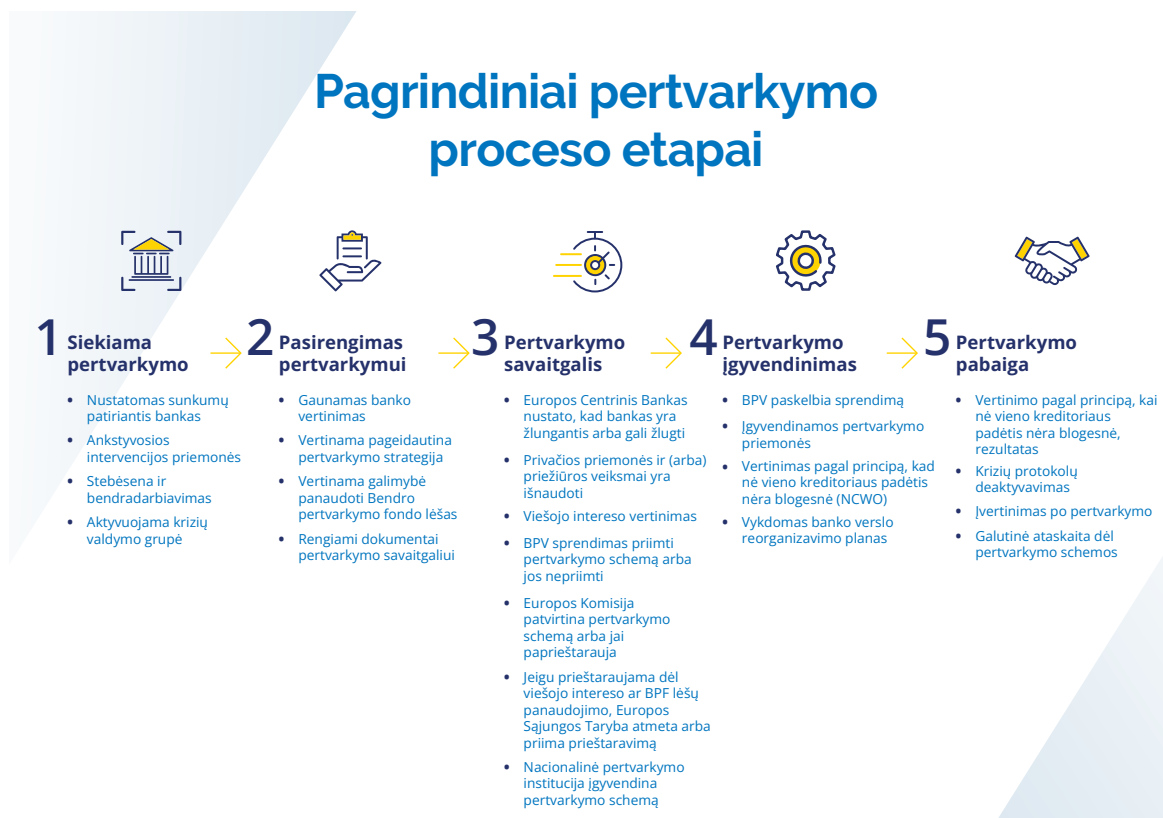 Pagrindiniai pertvarkymo
proceso etapai
1 Siekiama
pertvarkymo
• Nustatomas sunkumų
patiriantis bankas
• Ankstyvosios
intervencijos priemonės
• Stebėsena ir
bendradarbiavimas
• Aktyvuojama krizių
valdymo grupė
2 Pasirengimas
pertvarkymui
• Gaunamas banko
vertinimas
• Vertinama pageidautina
pertvarkymo strategija
• Vertinama galimybė
panaudoti Bendro
pertvarkymo fondo lėšas
• Rengiami dokumentai
pertvarkymo savaitgaliui
3 Pertvarkymo
savaitgalis
• Europos Centrinis Bankas
nustato, kad bankas yra
žlungantis arba gali žlugti
• Privačios priemonės ir (arba)
priežiūros veiksmai yra
išnaudoti
• Viešojo intereso vertinimas
• BPV sprendimas priimti
pertvarkymo schemą arba
jos nepriimti
• Europos Komisija
patvirtina pertvarkymo
schemą arba jai
paprieštarauja
• Jeigu prieštaraujama dėl
viešojo intereso ar BPF lėšų
panaudojimo, Europos
Sąjungos Taryba atmeta arba
priima prieštaravimą
• Nacionalinė pertvarkymo
institucija įgyvendina
pertvarkymo schemą
4 Pertvarkymo
įgyvendinimas
• BPV paskelbia sprendimą
• Įgyvendinamos pertvarkymo
priemonės
• Vertinimas pagal principą, kad
nė vieno kreditoriaus padėtis
nėra blogesnė (NCWO)
• Vykdomas banko verslo
reorganizavimo planas
5 Pertvarkymo
pabaiga
• Vertinimo pagal principą, kai
nė vieno kreditoriaus
padėtis nėra blogesnė,
rezultatas
• Krizių protokolų
deaktyvavimas
• Įvertinimas po pertvarkymo
• Galutinė ataskaita dėl
pertvarkymo schemos